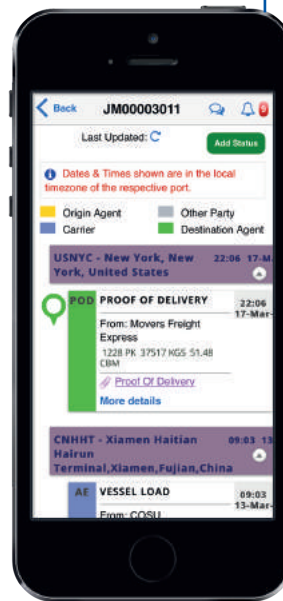 Back JM00003011 9
Last Updated: Add Status
Dates & Times shown are in the local
timezone of the respective port.
Origin Agent Other Party
Carrier Destination Agent
USNYC - New York, New 22:06 17-M
York, United States
POD PROOF OF DELIVERY 22:06
17-Mar-
From: Movers Freight
Express
1228 PK 37517 KGS 51.48
CBM
Proof Of Delivery
More details
CNHHT - Xiamen Haitian 09:03 13
Hairun
Terminal,Xiamen,Fujian,China
AE VESSEL LOAD 09:03
13-Mar-
From: COSU